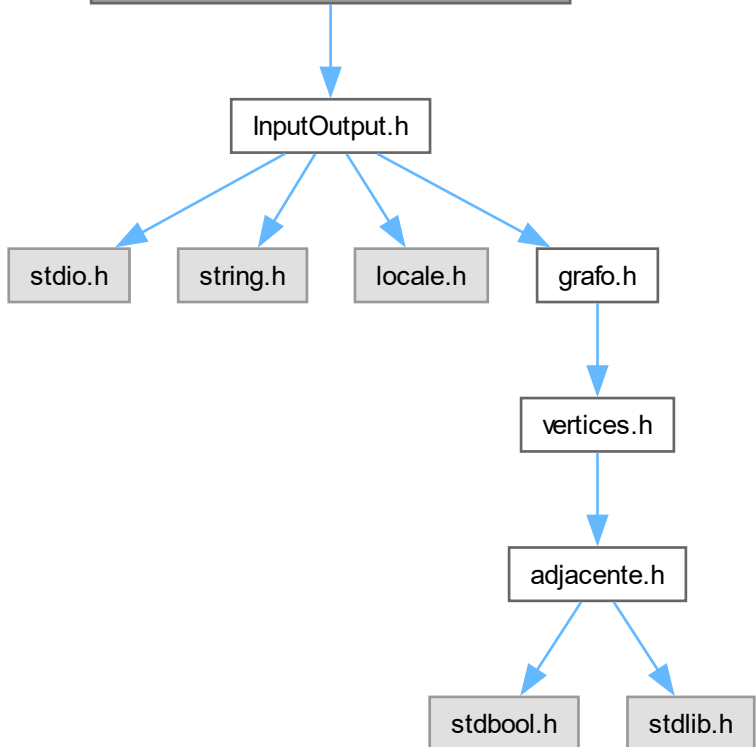 InputOutput.h
stdio.h
string.h
locale.h
grafo.h
vertices.h
adjacente.h
stdbool.h
stdlib.h